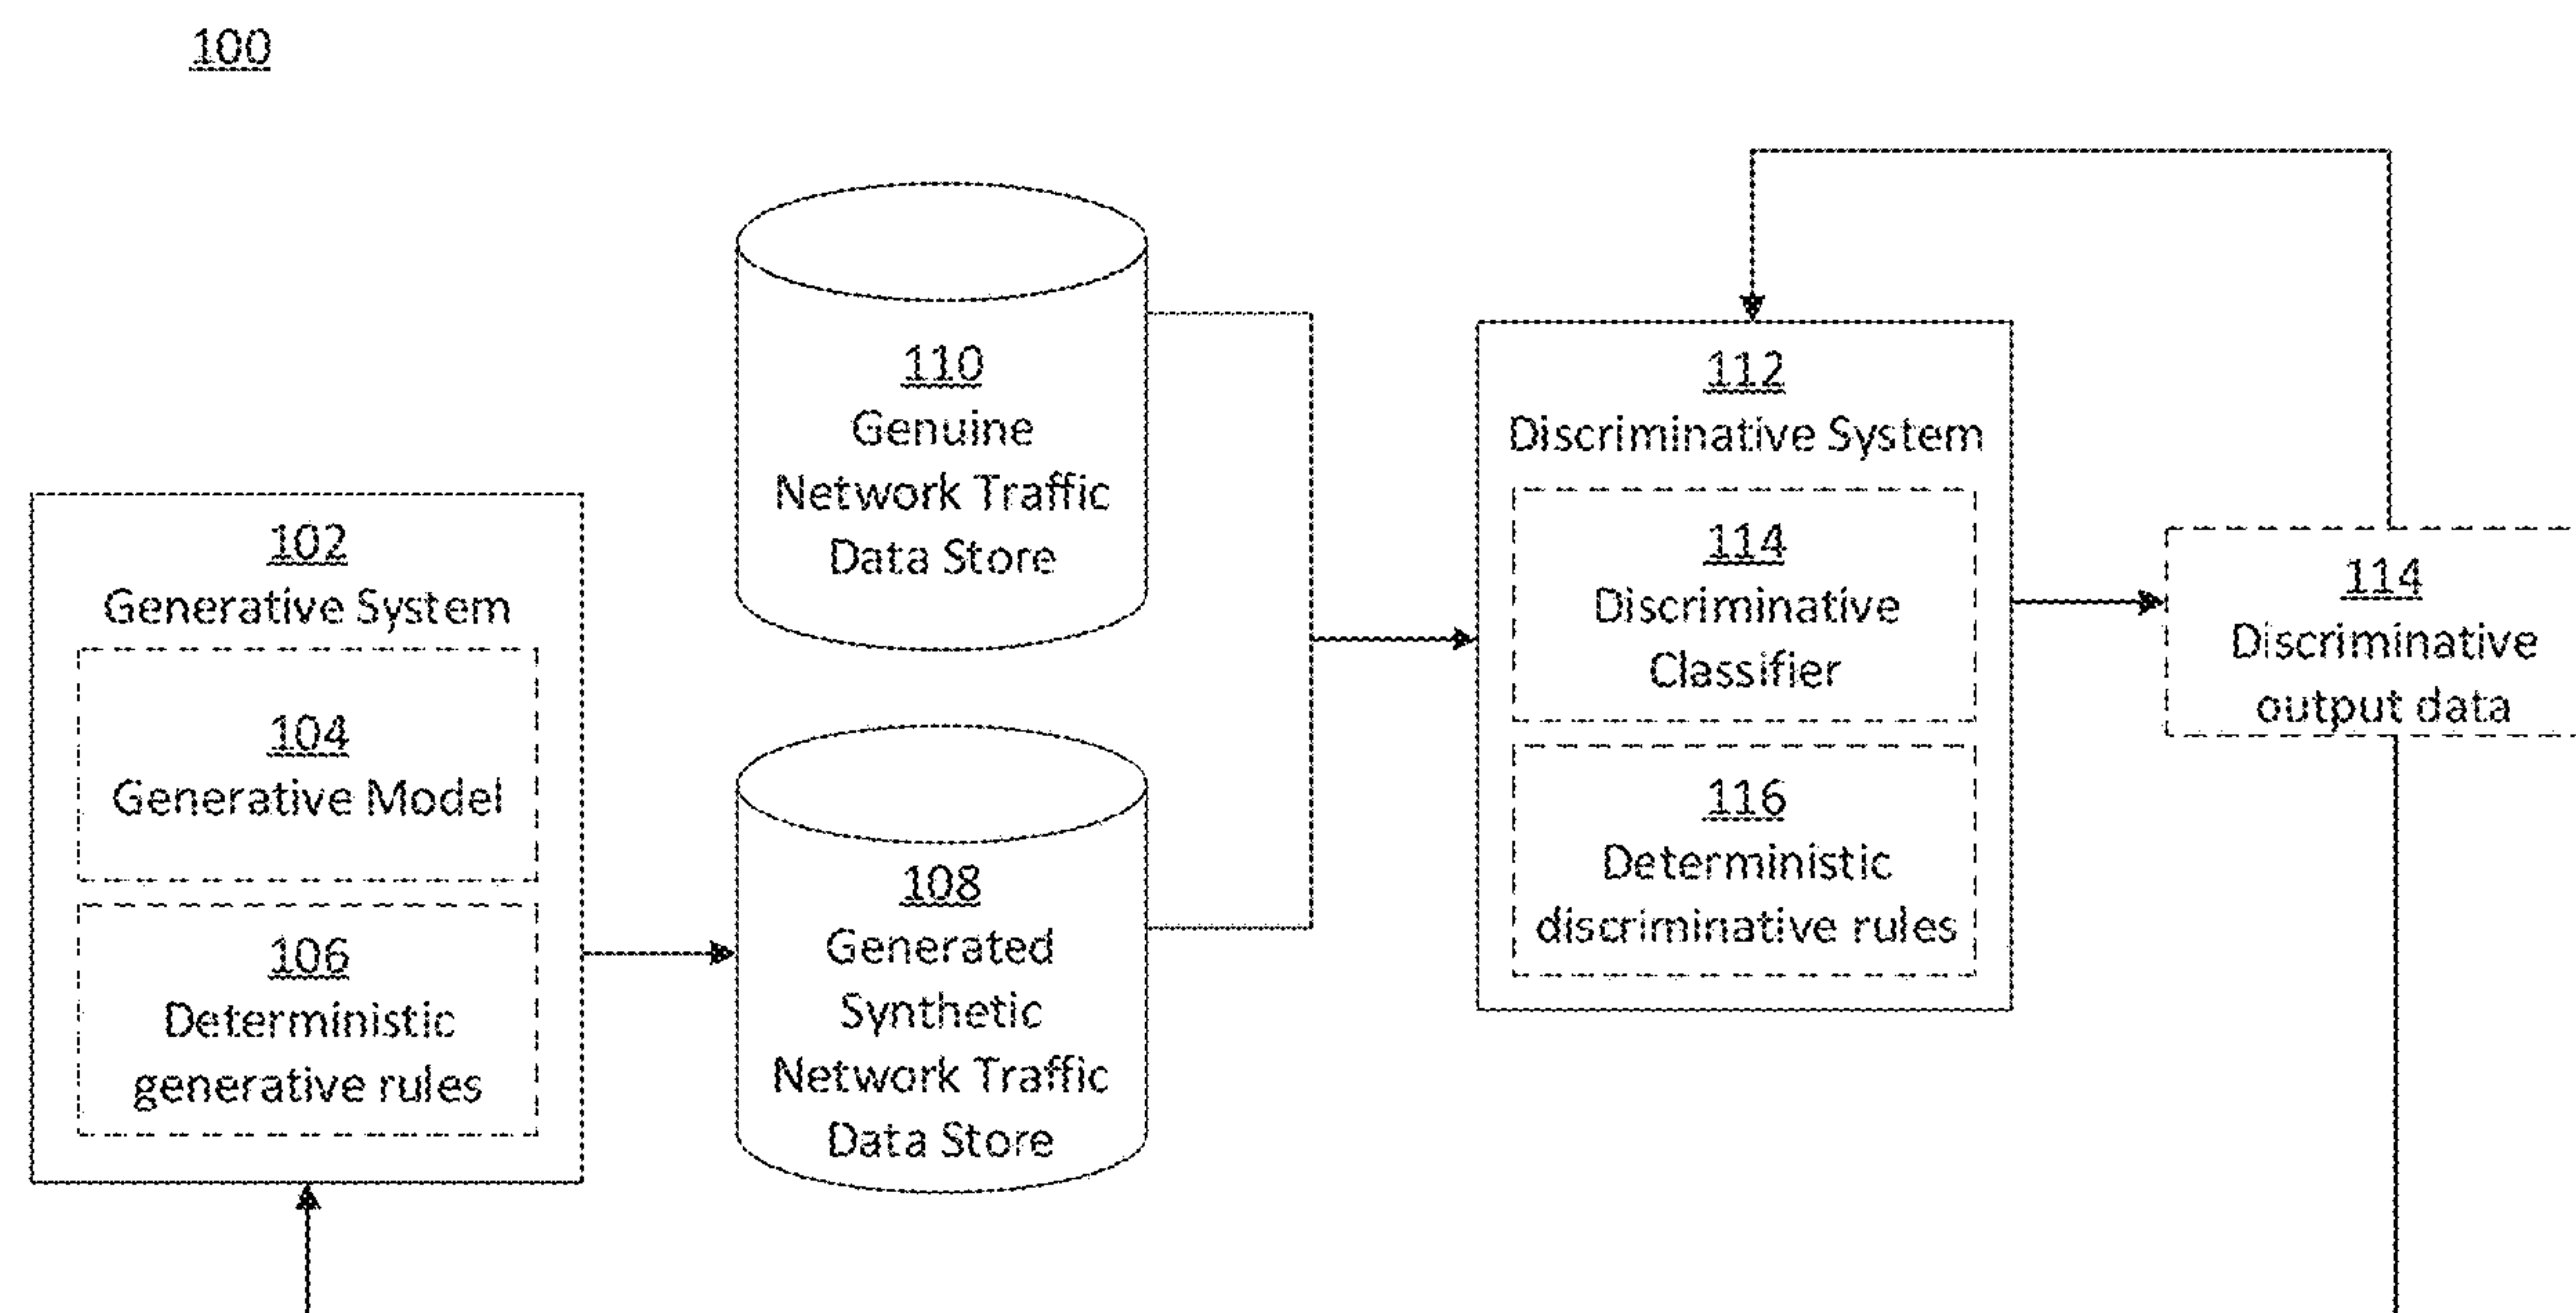 100
102
Generative System
104
Generative Model
106
Deterministic
generative rules
110
Genuine
Network Traffic
Data Store
108
Generated
Synthetic
Network Traffic
Data Store
112
Discriminative System
114
Discriminative
Classifier
116
Deterministic
discriminative rules
114
Discriminative
output data